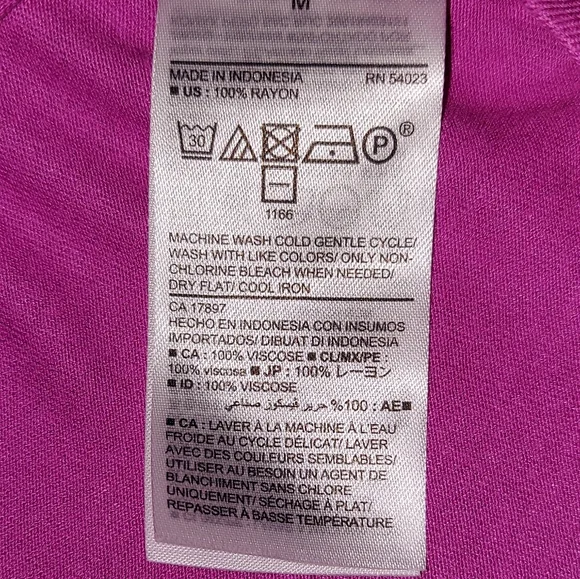 M
MADE IN INDONESIA RN 54023
■ US : 100% RAYON
30 P ®
1166
MACHINE WASH COLD GENTLE CYCLE/
WASH WITH LIKE COLORS/ ONLY NON-
CHLORINE BLEACH WHEN NEEDED/
DRY FLAT/ COOL IRON
CA 17897
HECHO EN INDONESIA CON INSUMOS
IMPORTADOS/ DIBUAT DI INDONESIA
■ CA : 100% VISCOSE ■ CL/MX/PE :
100% viscosa ■ JP : 100% レーヨン
■ ID : 100% VISCOSE
■AE : 100% حرير فيسكوز صناعي
■ CA : LAVER À LA MACHINE À L'EAU
FROIDE AU CYCLE DÉLICAT/ LAVER
AVEC DES COULEURS SEMBLABLES/
UTILISER AU BESOIN UN AGENT DE
BLANCHIMENT SANS CHLORE
UNIQUEMENT/ SÉCHAGE À PLAT/
REPASSER À BASSE TEMPÉRATURE